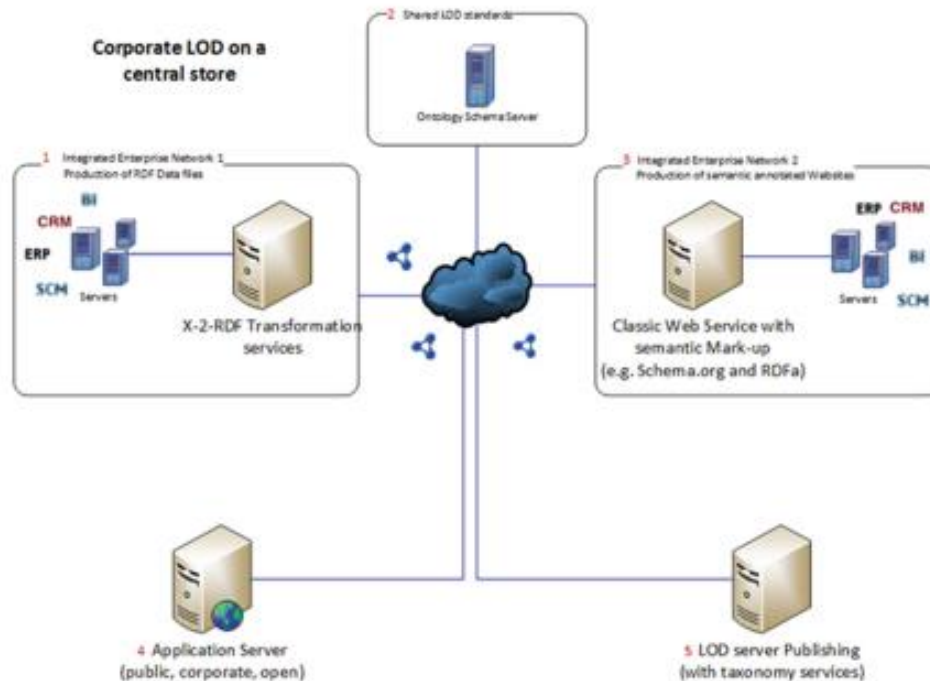 Corporate LOD on a
central store
2 Shared LOD standards
Ontology Schema Server
1 Integrated Enterprise Network 1
Production of RDF Data files
BI
CRM
ERP
SCM
Servers
X-2-RDF Transformation
services
3 Integrated Enterprise Network 2
Production of semantic annotated Websites
ERP CRM
BI
SCM
Servers
Classic Web Service with
semantic Mark-up
(e.g. Schema.org and RDFa)
4 Application Server
(public, corporate, open)
5 LOD server Publishing
(with taxonomy services)